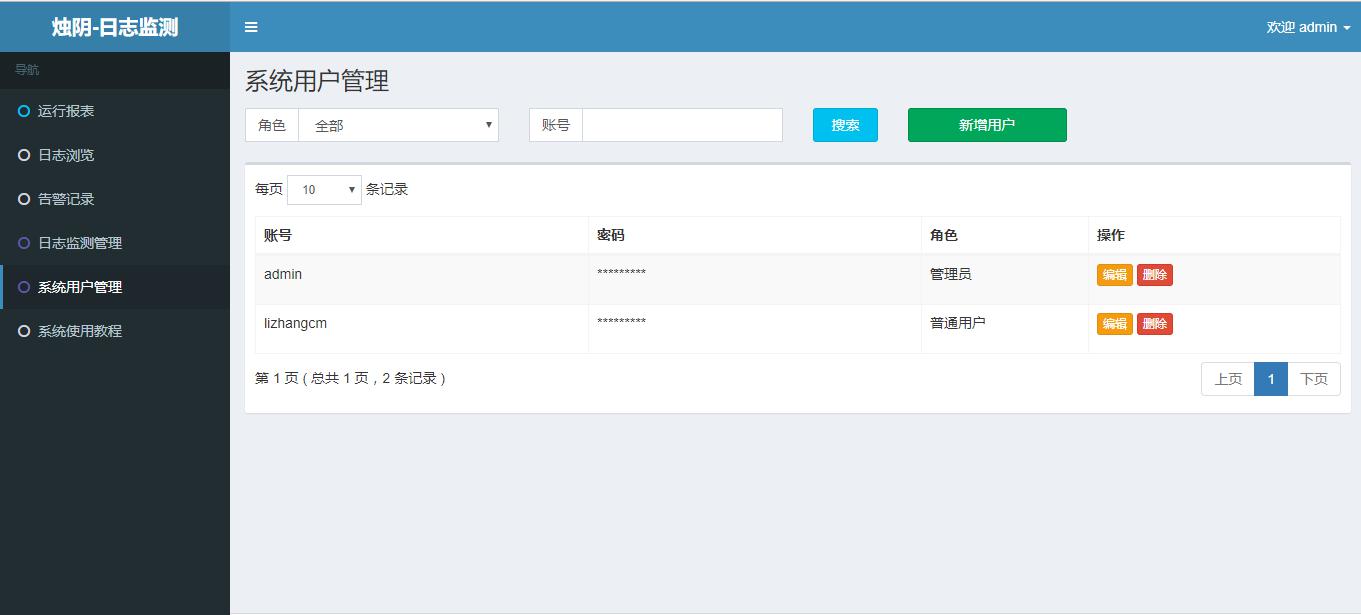 烛阴-日志监测
欢迎 admin
导航
运行报表
日志浏览
告警记录
日志监测管理
系统用户管理
系统使用教程
系统用户管理
角色 全部 账号 搜索 新增用户
每页 10 条记录
账号 密码 角色 操作
admin ********* 管理员 编辑 删除
lizhangcm ********* 普通用户 编辑 删除
第 1 页 ( 总共 1 页，2 条记录 )
上页 1 下页